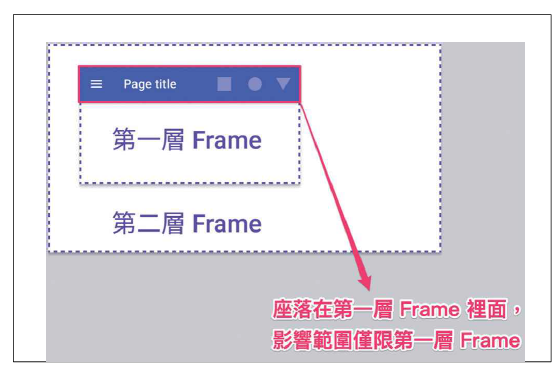 Page title
第一層 Frame
第二層 Frame
座落在第一層 Frame 裡面，
影響範圍僅限第一層 Frame